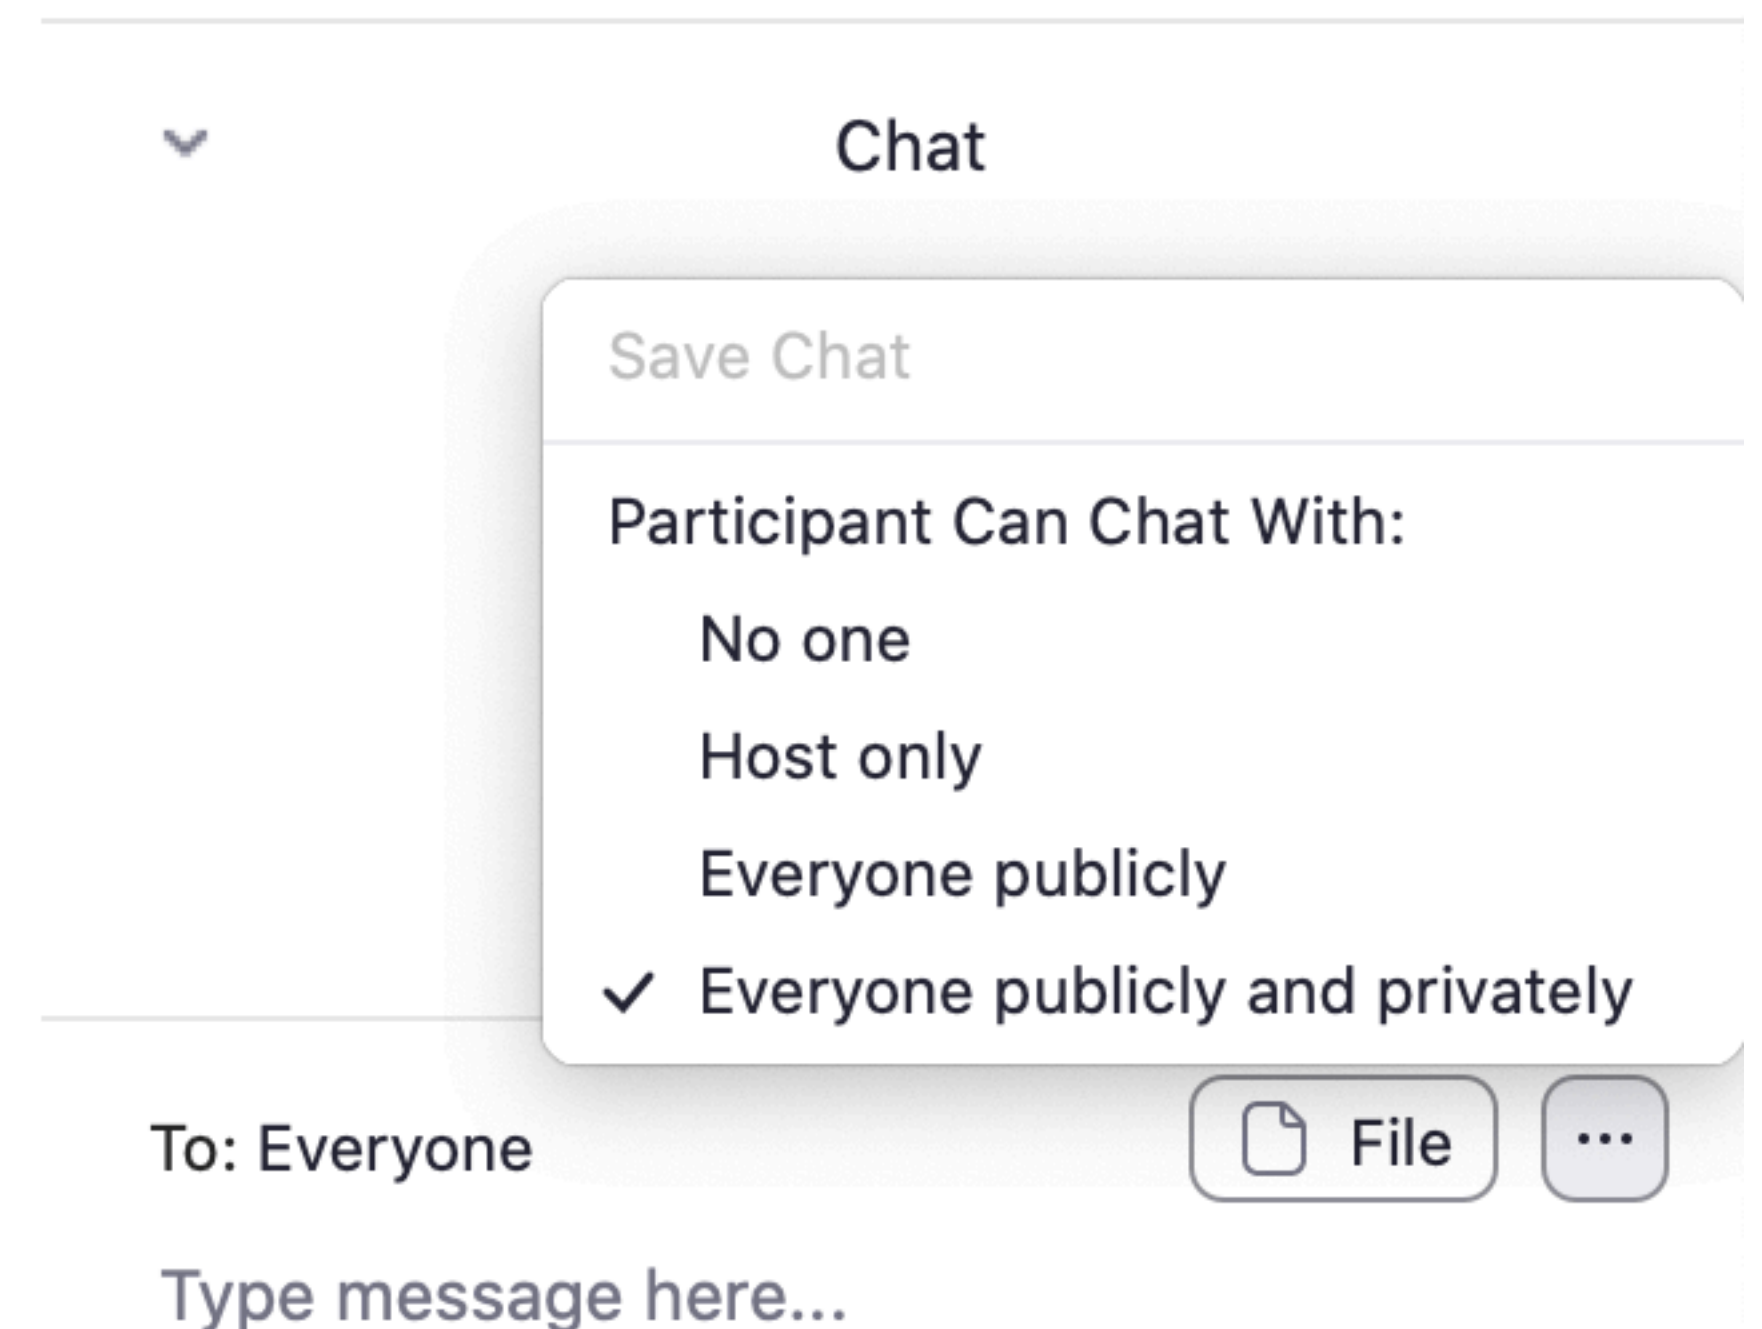 Chat
Save Chat
Participant Can Chat With:
No one
Host only
Everyone publicly
Everyone publicly and privately
To: Everyone
File
...
Type message here...